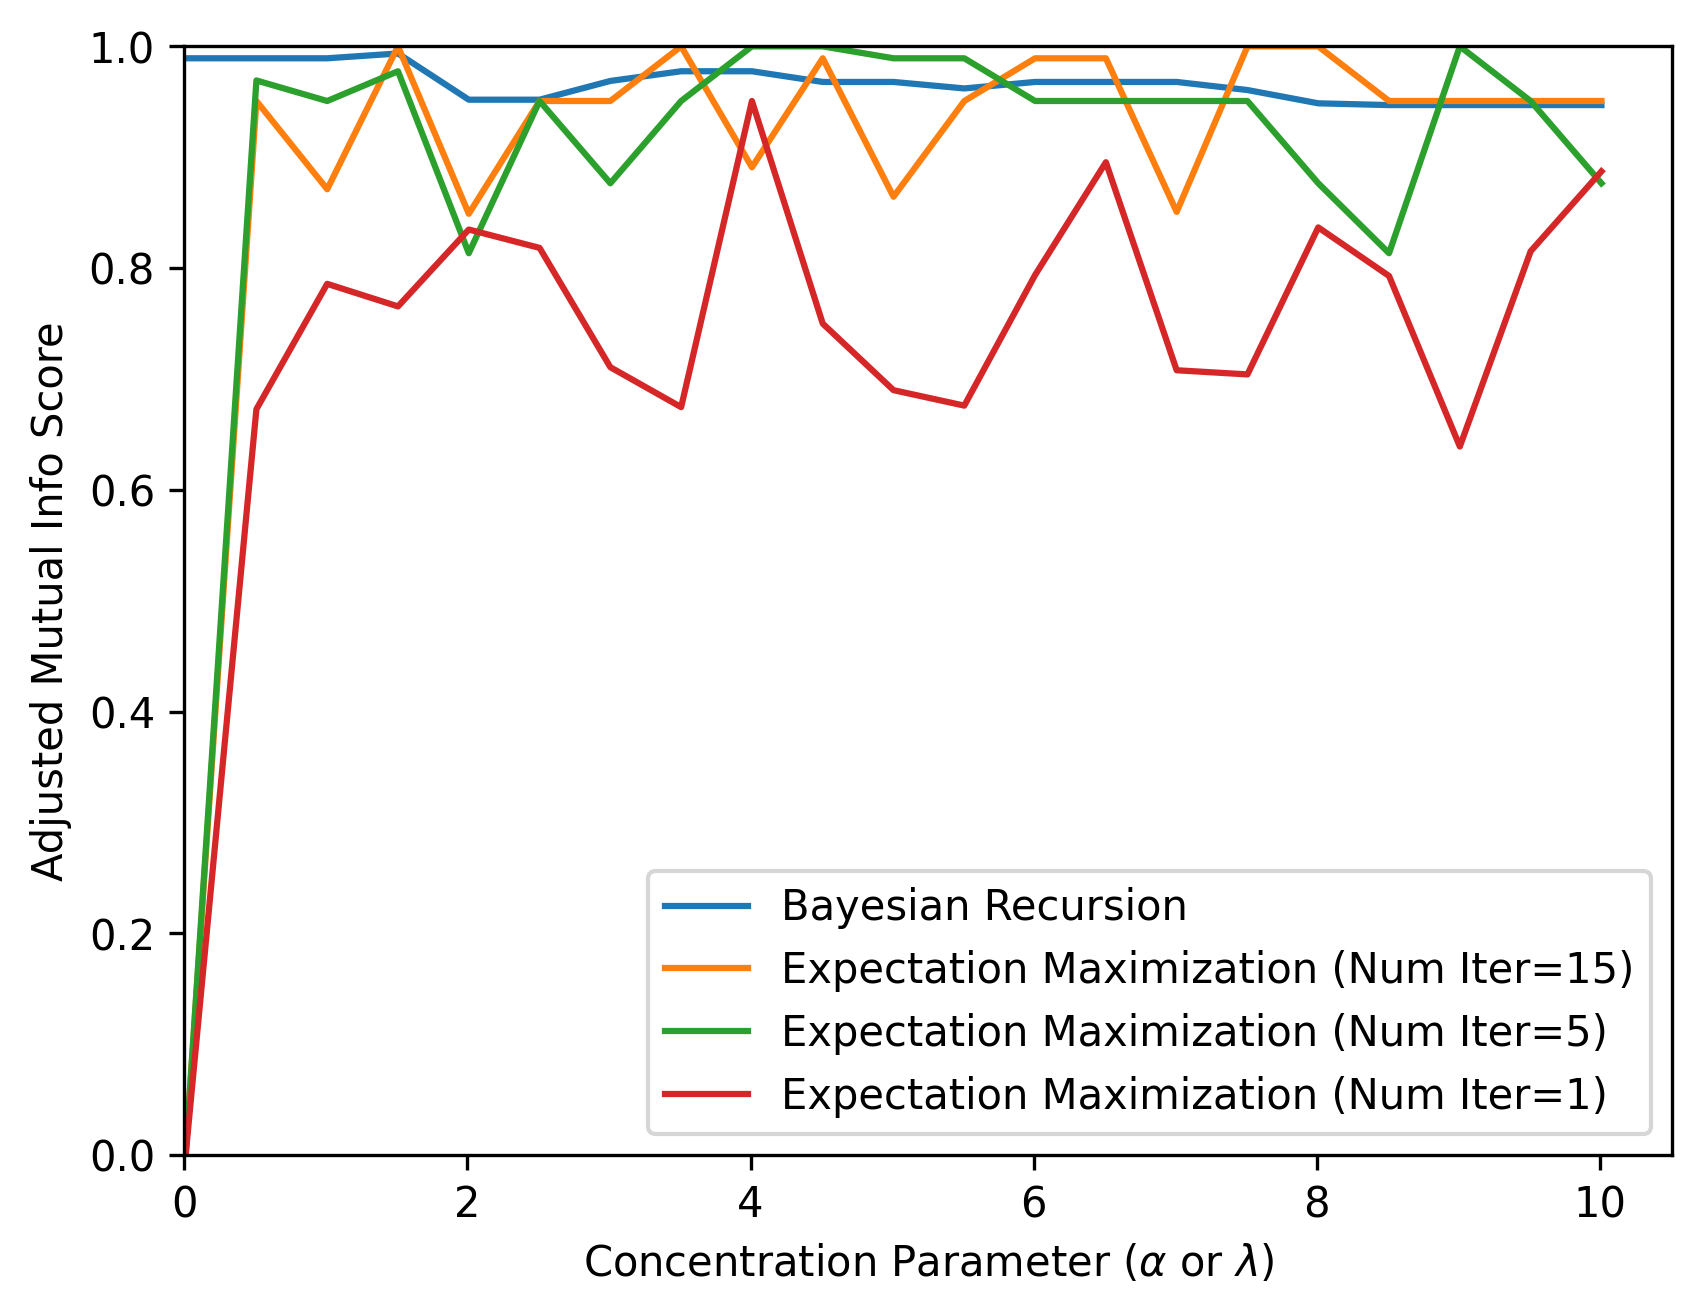 1.0
0.8
0.6
0.4
0.2
0.0
Adjusted Mutual Info Score
Bayesian Recursion
Expectation Maximization (Num Iter=15)
Expectation Maximization (Num Iter=5)
Expectation Maximization (Num Iter=1)
0 2 4 6 8 10
Concentration Parameter (α or λ)